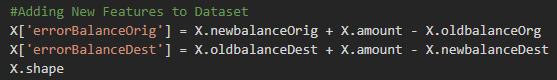 #Adding New Features to Dataset
X['errorBalanceOrig'] = X.newbalanceOrig + X.amount - X.oldbalanceOrg
X['errorBalanceDest'] = X.oldbalanceDest + X.amount - X.newbalanceDest
X.shape